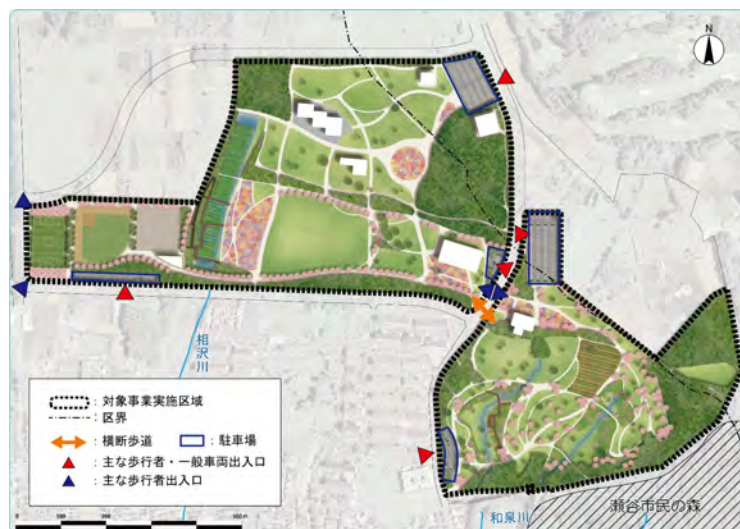 N
相沢川
:対象事業実施区域
:区界
:横断歩道 :駐車場
:主な歩行者・一般車両出入口
:主な歩行者出入口
瀬谷市民の森
和泉川